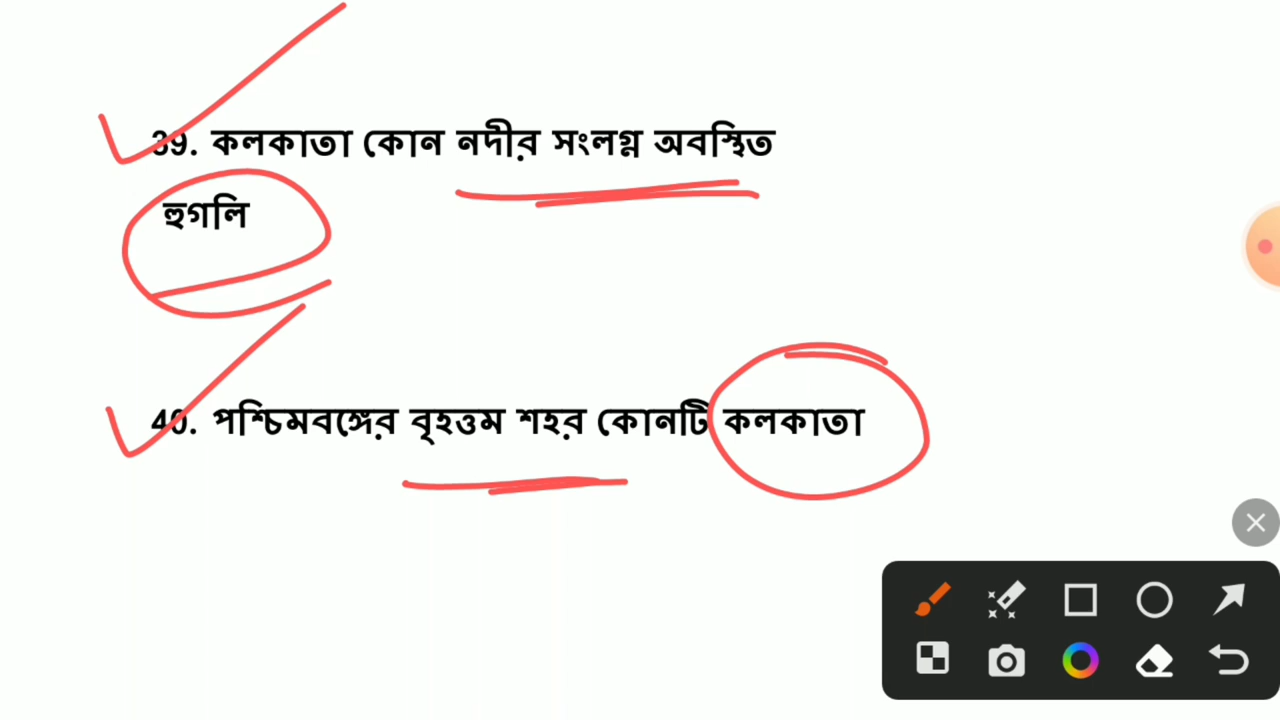 39. কলকাতা কোন নদীর সংলগ্ন অবস্থিত
হুগলি
40. পশ্চিমবঙ্গের বৃহত্তম শহর কোনটি কলকাতা